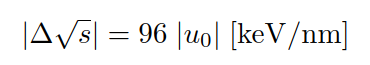 |Δ√s| = 96 |u₀| [keV/nm]